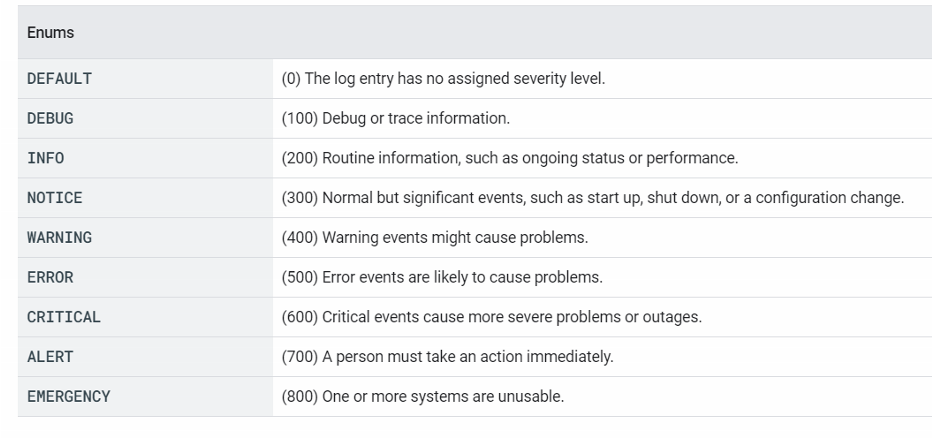 Enums
DEFAULT (0) The log entry has no assigned severity level.
DEBUG (100) Debug or trace information.
INFO (200) Routine information, such as ongoing status or performance.
NOTICE (300) Normal but significant events, such as start up, shut down, or a configuration change.
WARNING (400) Warning events might cause problems.
ERROR (500) Error events are likely to cause problems.
CRITICAL (600) Critical events cause more severe problems or outages.
ALERT (700) A person must take an action immediately.
EMERGENCY (800) One or more systems are unusable.